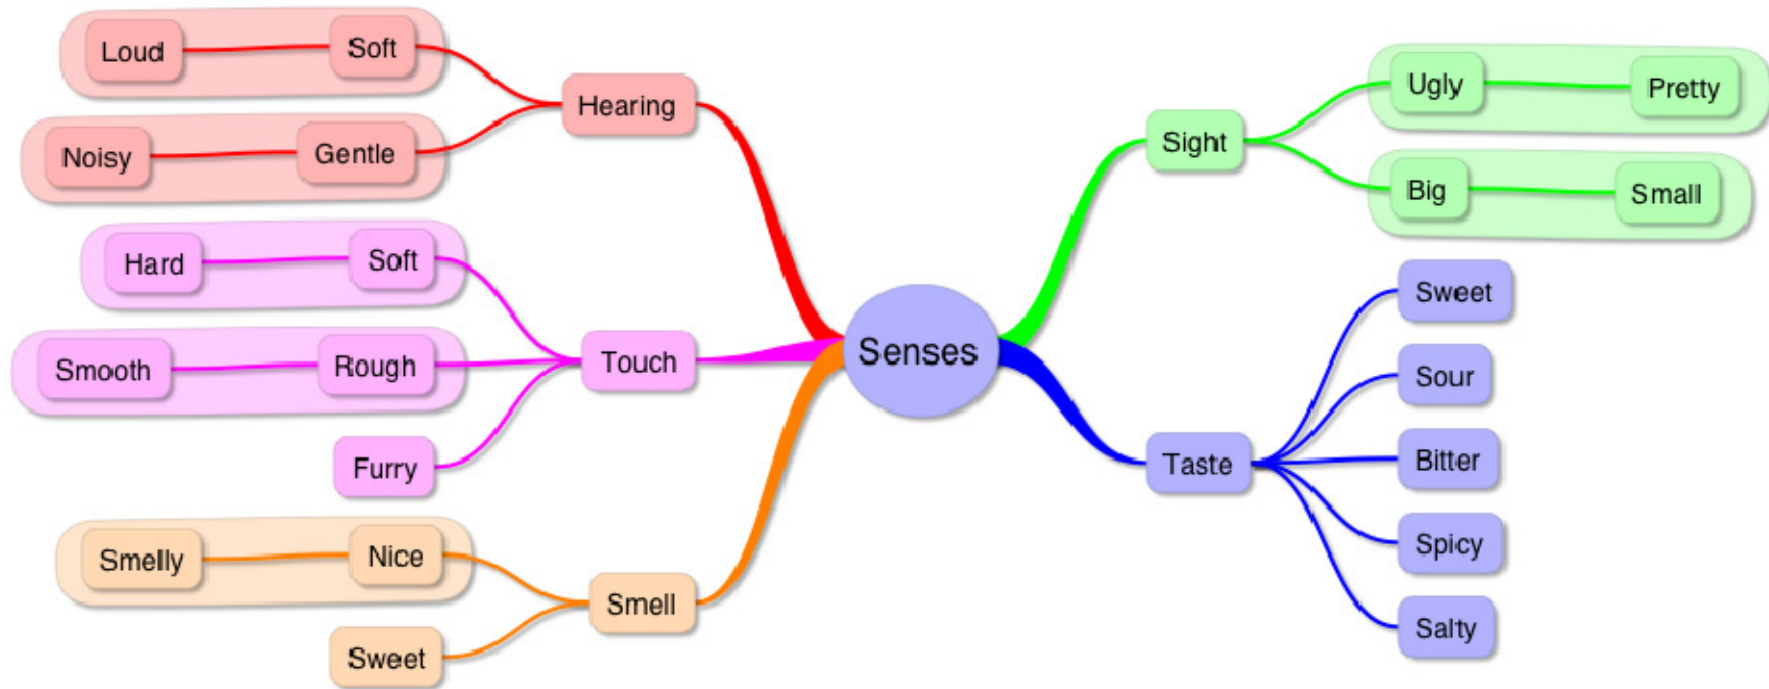 Loud
Soft
Hearing
Noisy
Gentle
Hard
Soft
Touch
Smooth
Rough
Furry
Smelly
Nice
Smell
Sweet
Senses
Sight
Ugly
Pretty
Big
Small
Taste
Sweet
Sour
Bitter
Spicy
Salty